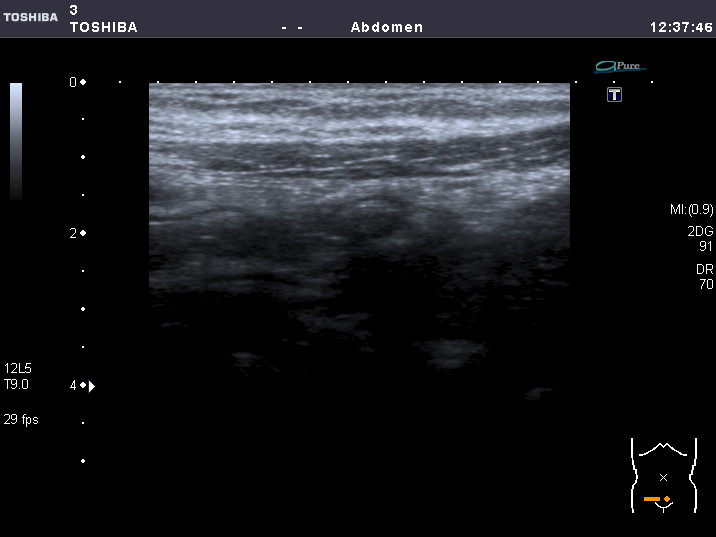 TOSHIBA
3
TOSHIBA - - Abdomen 12:37:46
Pure
T
0
2
4
MI:(0.9)
2DG
91
DR
70
12L5
T9.0
29 fps